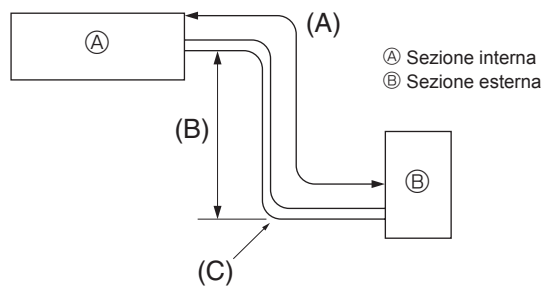 (A)
Ⓐ
Ⓐ Sezione interna
Ⓑ Sezione esterna
(B)
Ⓑ
(C)